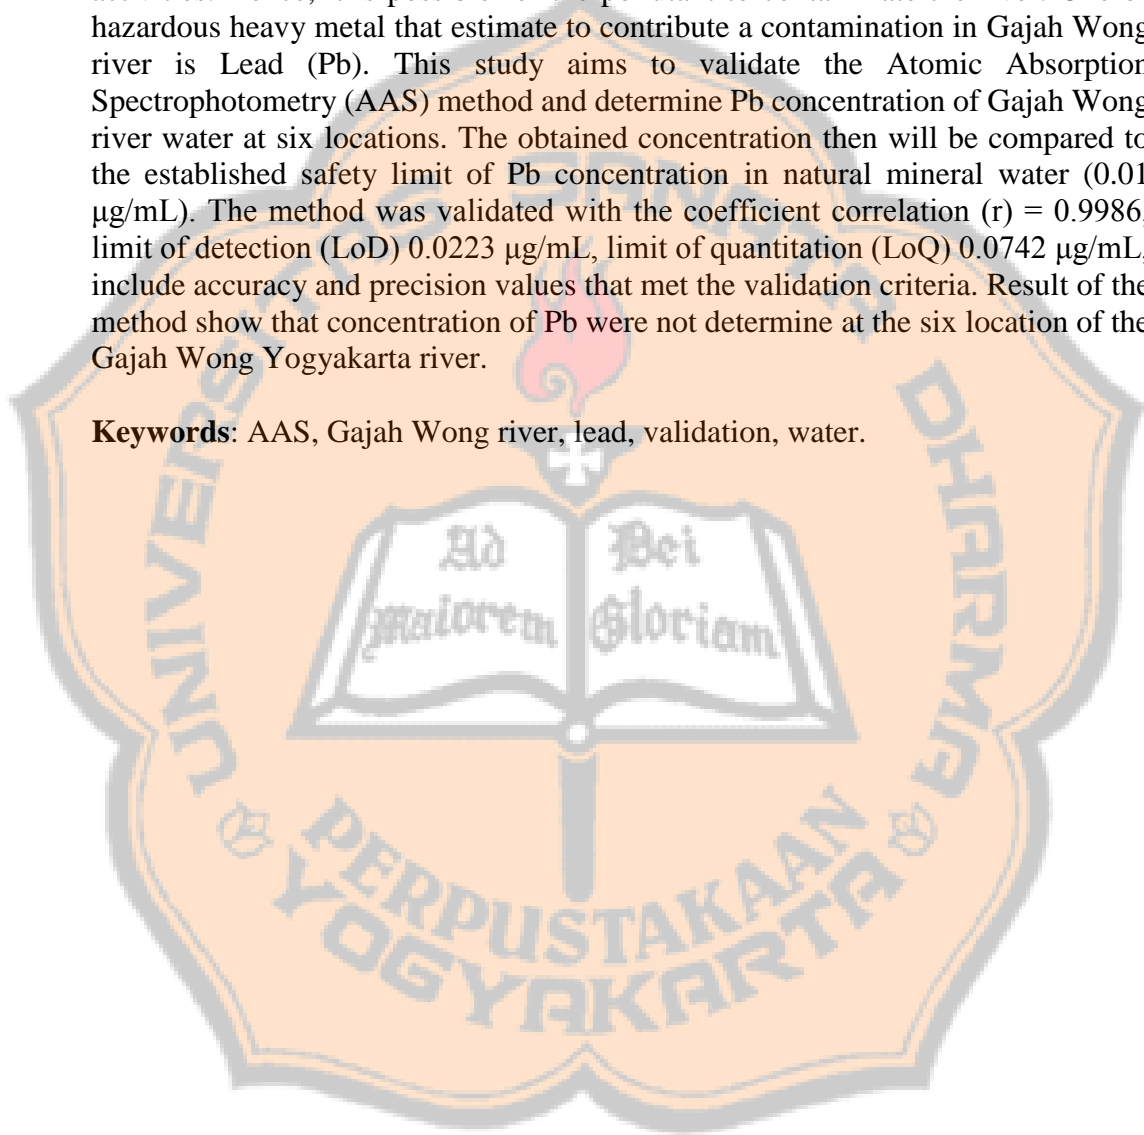 hazardous heavy metal that estimate to contribute a contamination in Gajah Wong
river is Lead (Pb). This study aims to validate the Atomic Absorption
Spectrophotometry (AAS) method and determine Pb concentration of Gajah Wong
river water at six locations. The obtained concentration then will be compared to
the established safety limit of Pb concentration in natural mineral water (0.01
μg/mL). The method was validated with the coefficient correlation (r) = 0.9986,
limit of detection (LoD) 0.0223 μg/mL, limit of quantitation (LoQ) 0.0742 μg/mL,
include accuracy and precision values that met the validation criteria. Result of the
method show that concentration of Pb were not determine at the six location of the
Gajah Wong Yogyakarta river.
Keywords: AAS, Gajah Wong river, lead, validation, water.
UNIVERSITAS SANATA DHARMA
Ad Dei
maiorem Gloriam
PERPUSTAKAAN
YOGYAKARTA